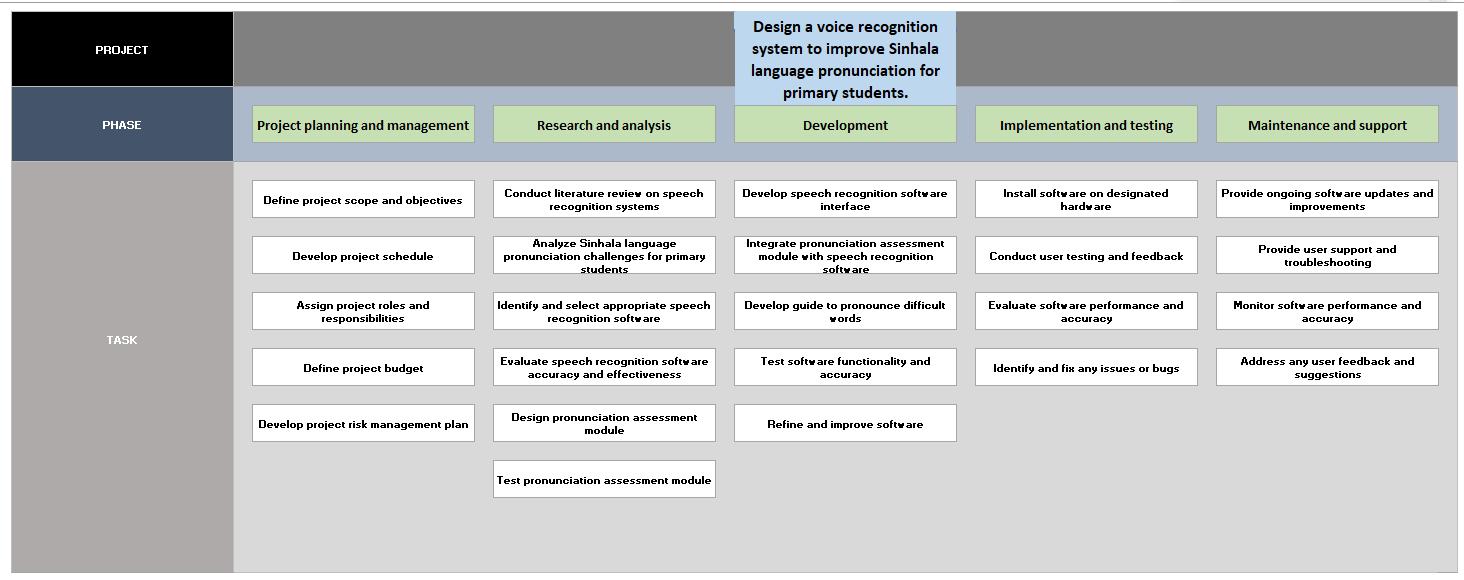 PROJECT
Design a voice recognition
system to improve Sinhala
language pronunciation for
primary students.
PHASE
Project planning and management
Research and analysis
Development
Implementation and testing
Maintenance and support
TASK
Define project scope and objectives
Develop project schedule
Assign project roles and
responsibilities
Define project budget
Develop project risk management plan
Conduct literature review on speech
recognition systems
Analyze Sinhala language
pronunciation challenges for primary
students
Identify and select appropriate speech
recognition software
Evaluate speech recognition software
accuracy and effectiveness
Design pronunciation assessment
module
Test pronunciation assessment module
Develop speech recognition software
interface
Integrate pronunciation assessment
module with speech recognition
software
Develop guide to pronounce difficult
words
Test software functionality and
accuracy
Refine and improve software
Install software on designated
hardware
Conduct user testing and feedback
Evaluate software performance and
accuracy
Identify and fix any issues or bugs
Provide ongoing software updates and
improvements
Provide user support and
troubleshooting
Monitor software performance and
accuracy
Address any user feedback and
suggestions